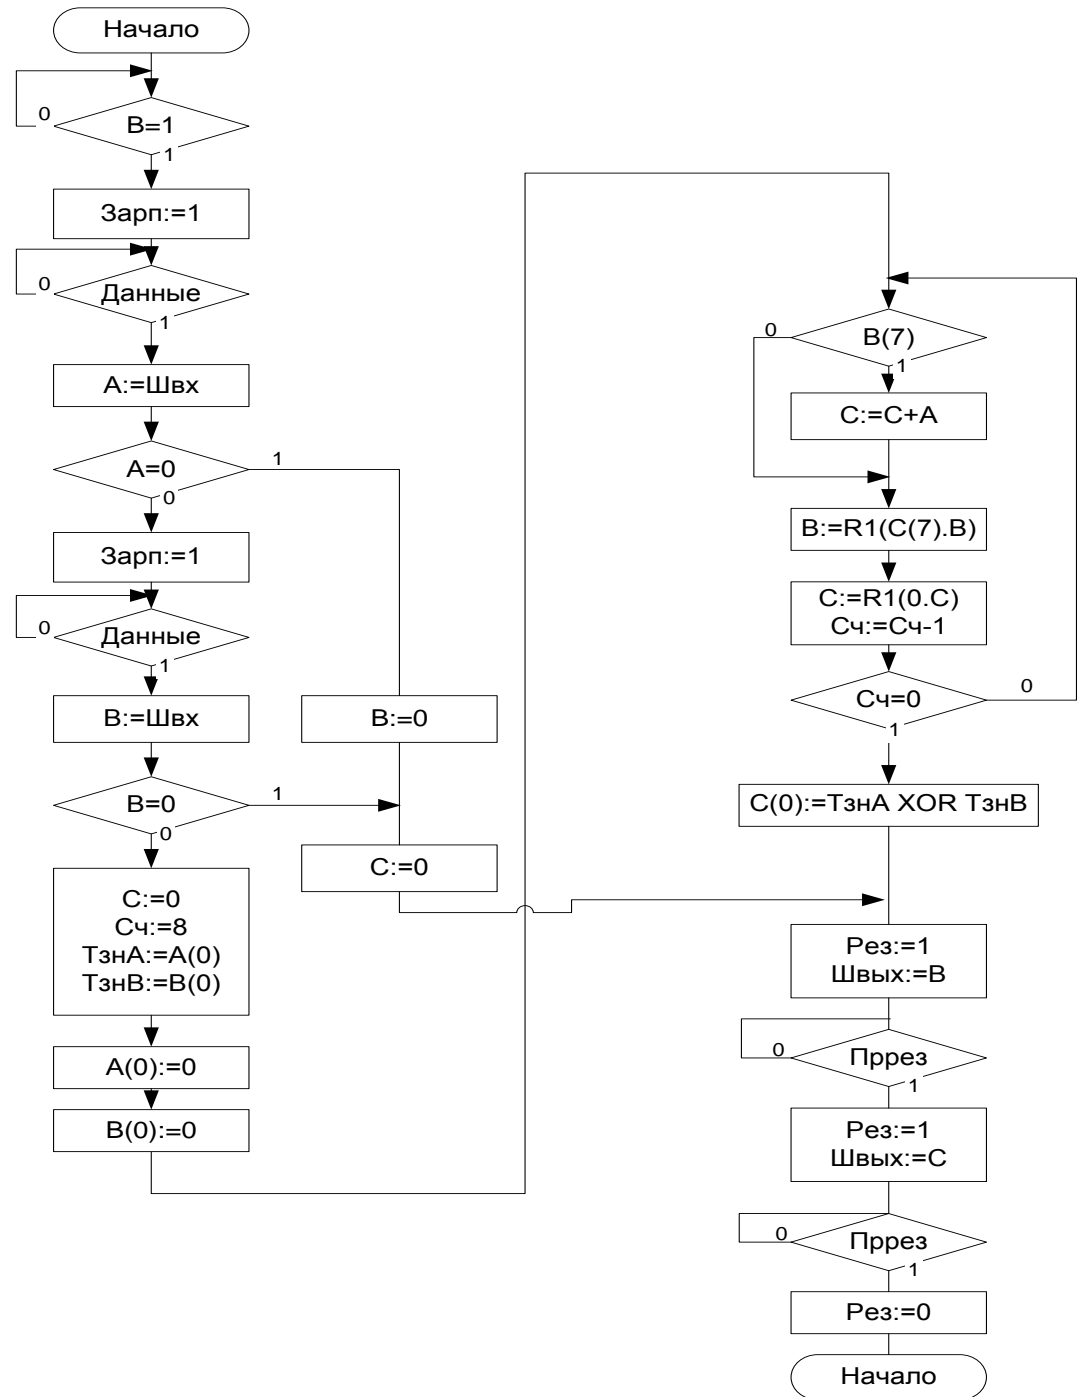 Начало
0
В=1
1
Зарп:=1
0
Данные
1
А:=Швх
А=0
1
0
Зарп:=1
0
Данные
1
В:=Швх
В=0
1
0
В:=0
С:=0
С:=0
Сч:=8
ТзнА:=А(0)
ТзнВ:=В(0)
А(0):=0
В(0):=0
0
В(7)
1
С:=С+А
В:=R1(С(7).В)
С:=R1(0.С)
Сч:=Сч-1
Сч=0
0
1
С(0):=ТзнА XOR ТзнВ
Рез:=1
Швых:=В
0
Пррез
1
Рез:=1
Швых:=С
0
Пррез
1
Рез:=0
Начало